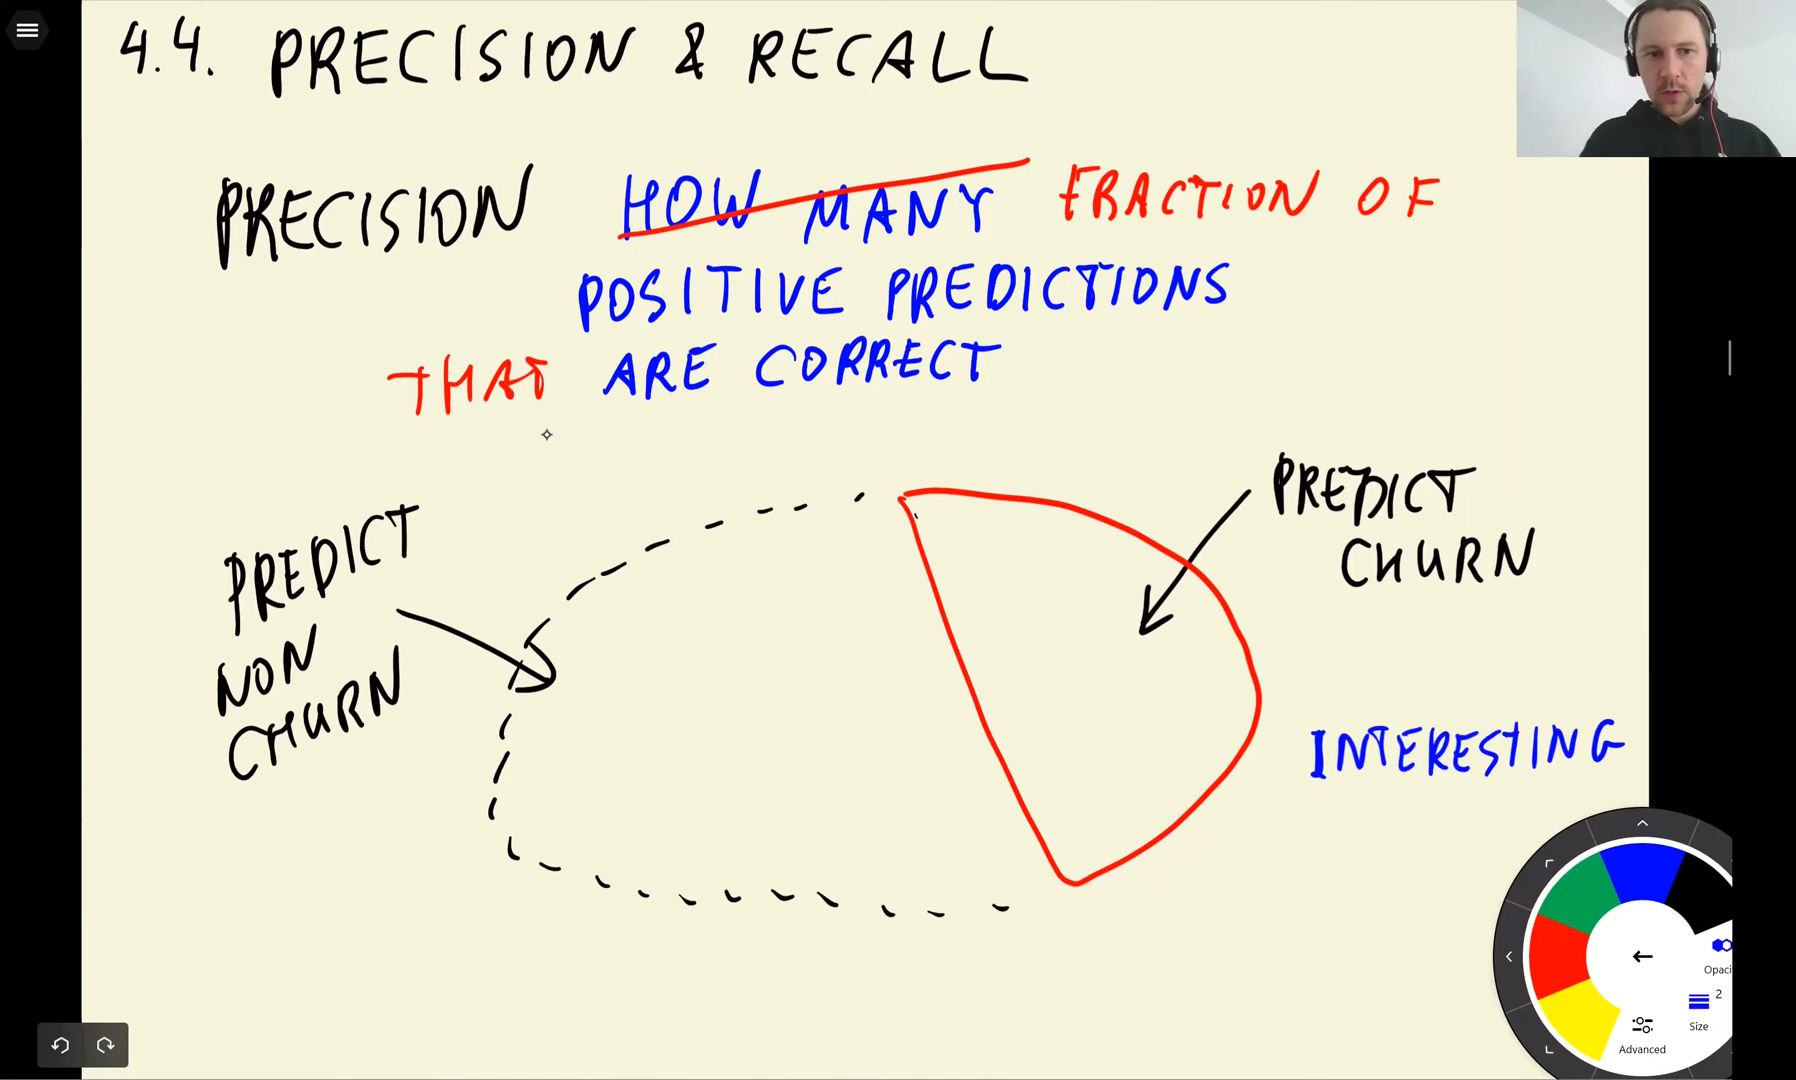 4.4. PRECISION & RECALL
PRECISION HOW MANY FRACTION OF
POSITIVE PREDICTIONS
THAT ARE CORRECT
PREDICT
CHURN
PREDICT
NON
CHURN
INTERESTING
Opaci
2
Size
Advanced